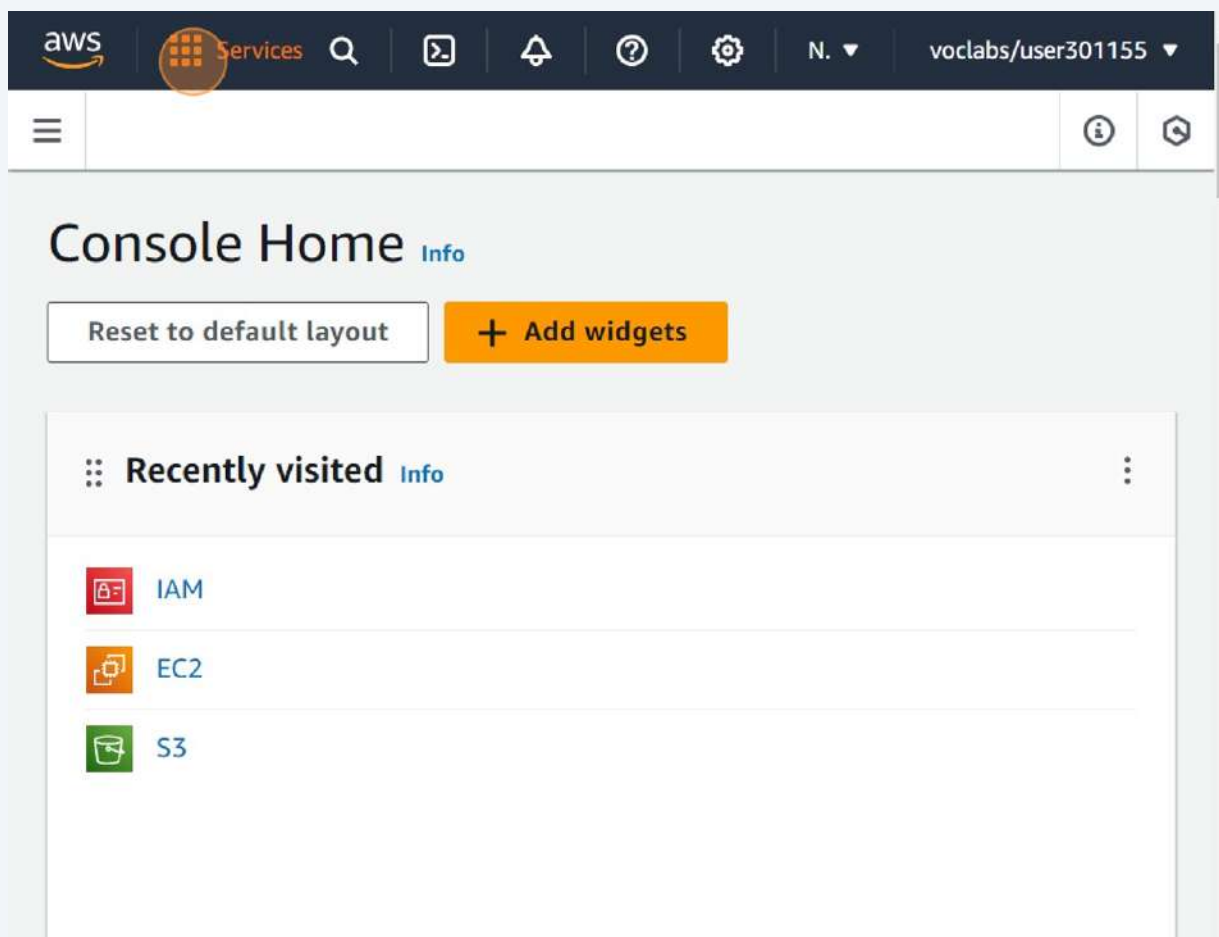 aws Services N. voclabs/user301155
Console Home Info
Reset to default layout + Add widgets
Recently visited Info
IAM
EC2
S3